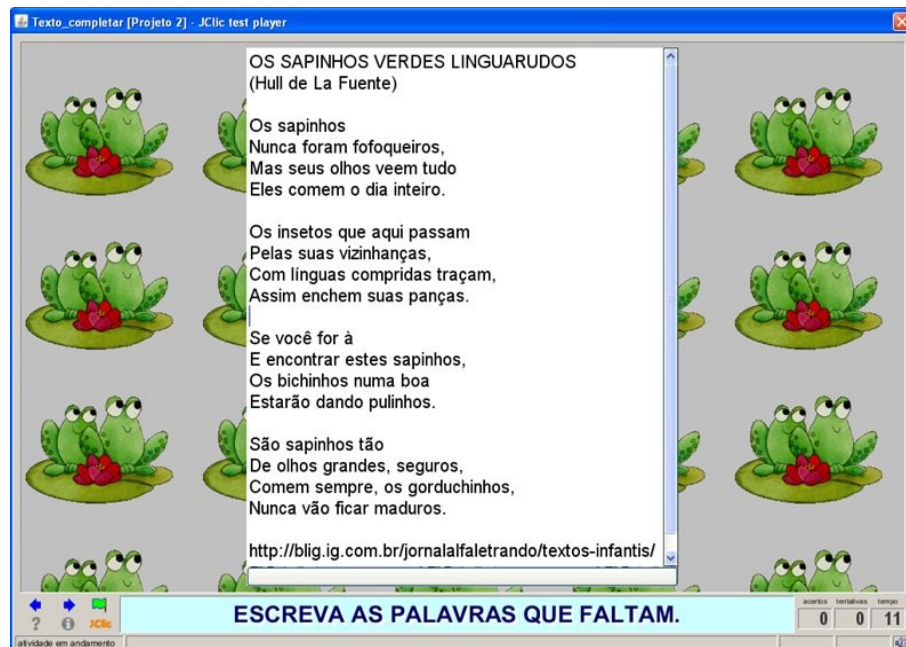 Texto_completar [Projeto 2] - JClic test player
OS SAPINHOS VERDES LINGUARUDOS
(Hull de La Fuente)
Os sapinhos
Nunca foram fofoqueiros,
Mas seus olhos veem tudo
Eles comem o dia inteiro.
Os insetos que aqui passam
Pelas suas vizinhanças,
Com línguas compridas traçam,
Assim enchem suas panças.
Se você for à
E encontrar estes sapinhos,
Os bichinhos numa boa
Estarão dando pulinhos.
São sapinhos tão
De olhos grandes, seguros,
Comem sempre, os gorduchinhos,
Nunca vão ficar maduros.
http://blig.ig.com.br/jornalalfaletrando/textos-infantis/
JClic
ESCREVA AS PALAVRAS QUE FALTAM.
acertos tentativas tempo
0 0 11
atividade em andamento